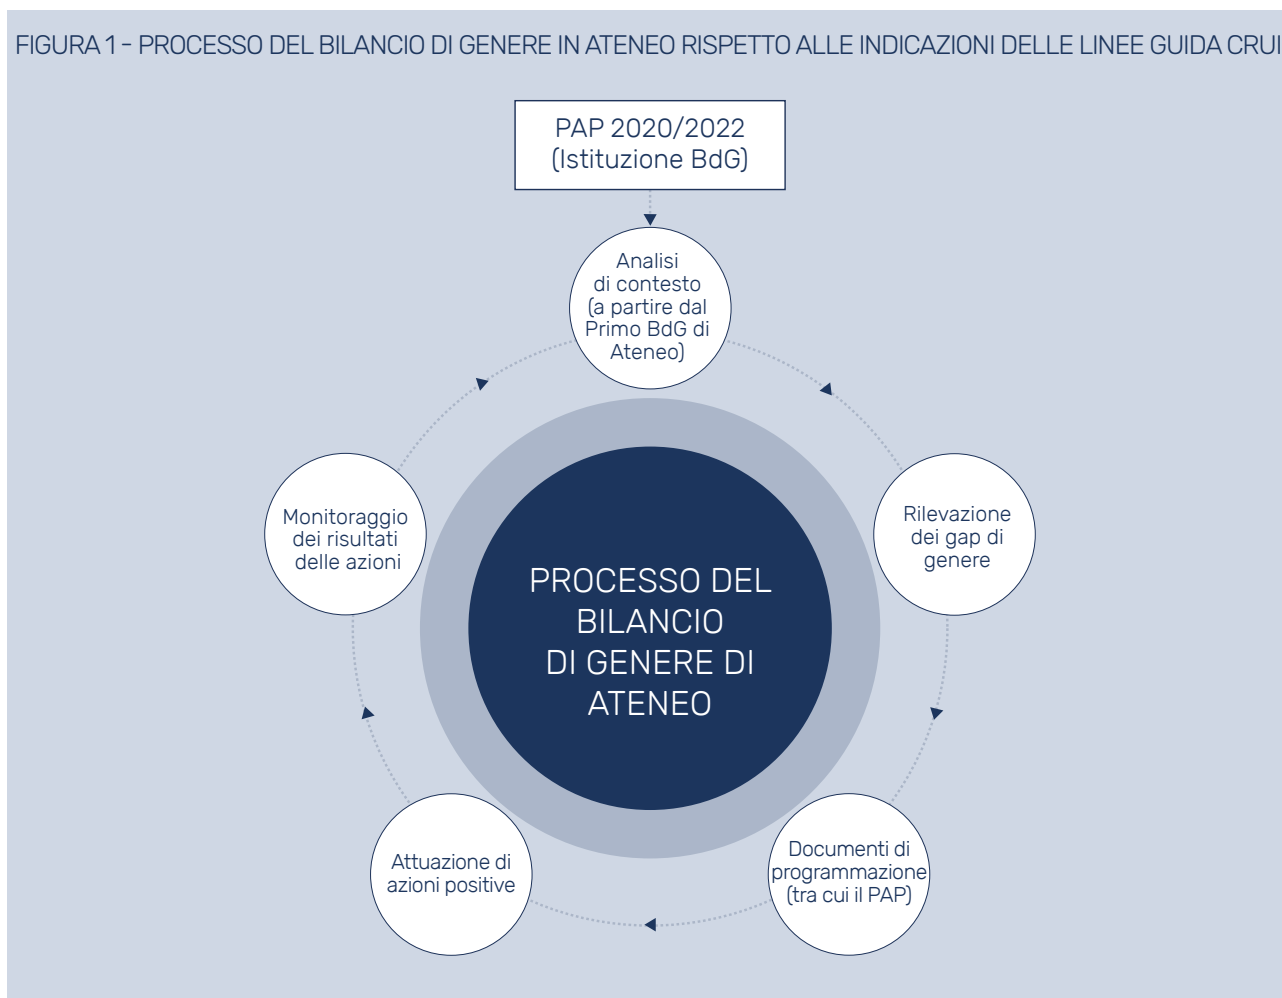 FIGURA 1 - PROCESSO DEL BILANCIO DI GENERE IN ATENEO RISPETTO ALLE INDICAZIONI DELLE LINEE GUIDA CRUI
PAP 2020/2022
(Istituzione BdG)
Analisi
di contesto
(a partire dal
Primo BdG di
Ateneo)
Rilevazione
dei gap di
genere
Documenti di
programmazione
(tra cui il PAP)
Attuazione di
azioni positive
Monitoraggio
dei risultati
delle azioni
PROCESSO DEL
BILANCIO
DI GENERE DI
ATENEO